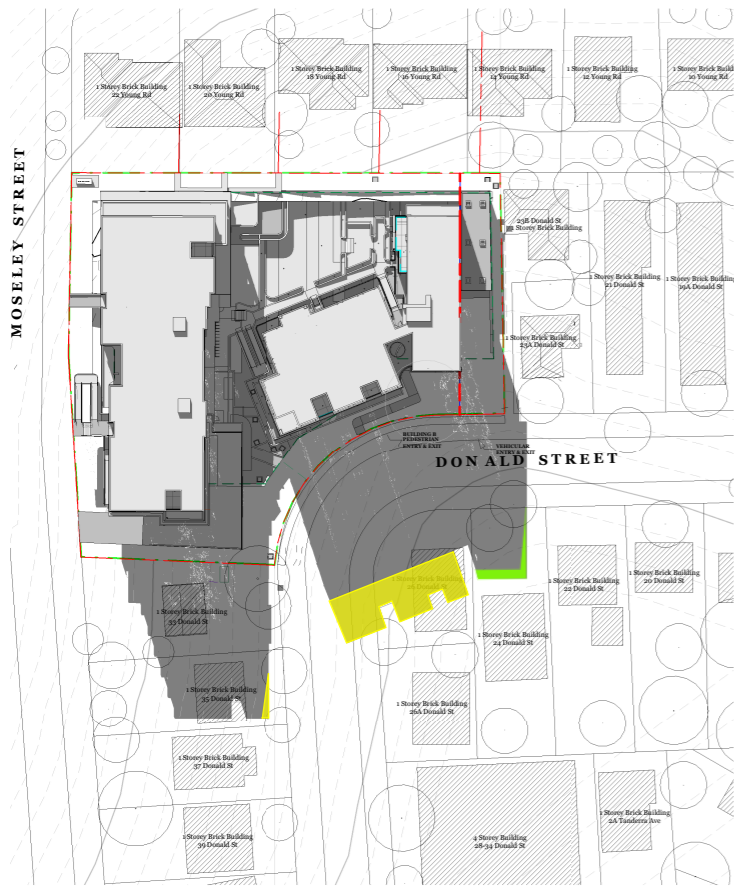 1 Storey Brick Building
22 Young Rd
1 Storey Brick Building
20 Young Rd
1 Storey Brick Building
18 Young Rd
1 Storey Brick Building
16 Young Rd
1 Storey Brick Building
14 Young Rd
1 Storey Brick Building
12 Young Rd
1 Storey Brick Building
10 Young Rd
MOSELEY STREET
23B Donald St
1 Storey Brick Building
1 Storey Brick Building
21 Donald St
1 Storey Brick Building
19A Donald St
1 Storey Brick Building
23A Donald St
BUILDING B
PEDESTRIAN
ENTRY & EXIT
VEHICULAR
ENTRY & EXIT
DONALD STREET
1 Storey Brick Building
26 Donald St
1 Storey Brick Building
22 Donald St
1 Storey Brick Building
20 Donald St
1 Storey Brick Building
33 Donald St
1 Storey Brick Building
24 Donald St
1 Storey Brick Building
35 Donald St
1 Storey Brick Building
26A Donald St
1 Storey Brick Building
37 Donald St
1 Storey Brick Building
39 Donald St
4 Storey Building
28-34 Donald St
1 Storey Brick Building
2A Tanderra Ave